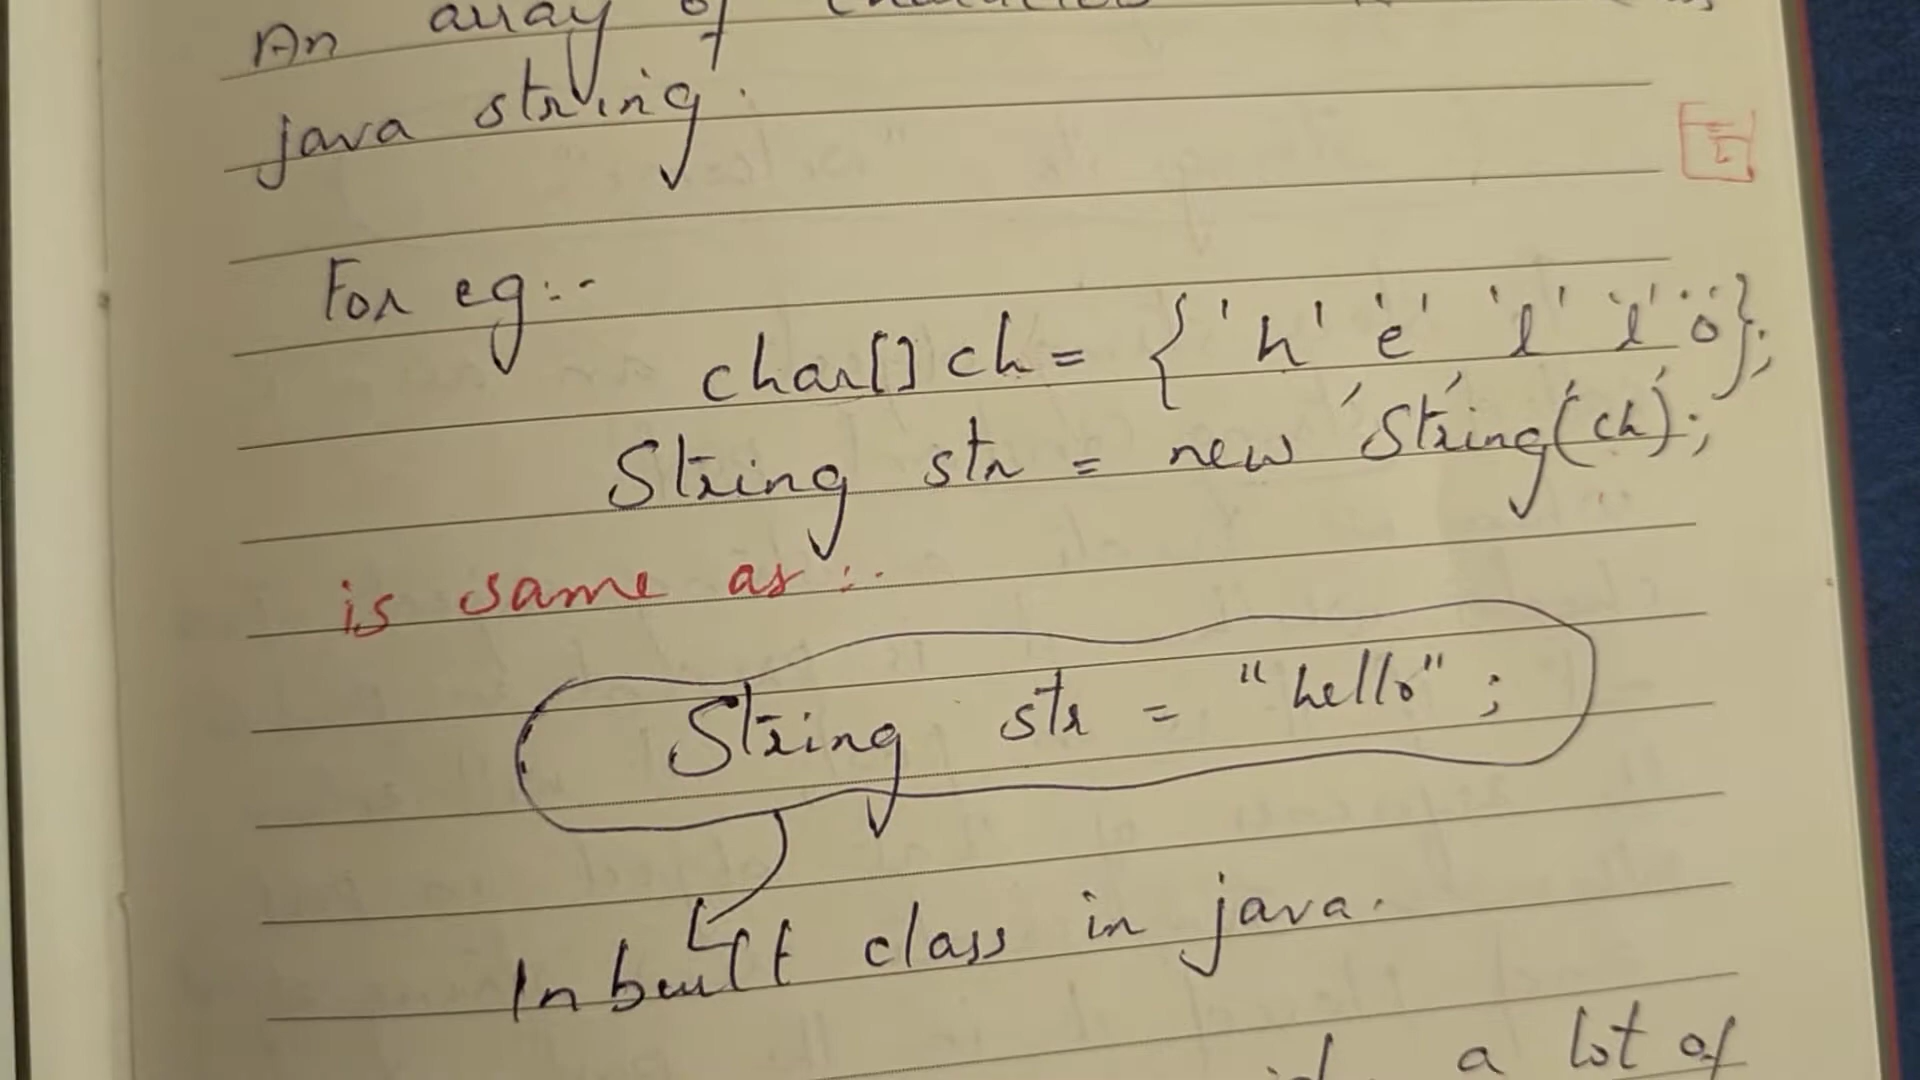 An array of characters
java string.
For eg:-
char[] ch = {'h', 'e', 'l', 'l', 'o'};
String str = new String(ch);
is same as :-
String str = "hello";
Inbuilt class in java.
a lot of